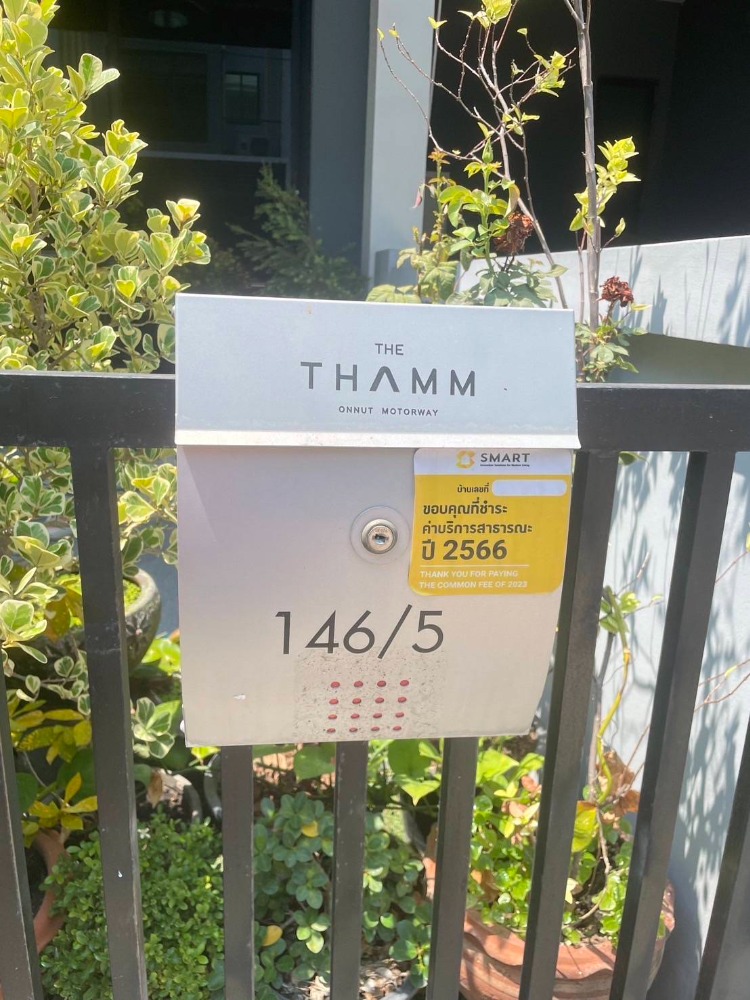 THE
THAMM
ONNUT MOTORWAY
SMART
บ้านเลขที่
ขอบคุณที่ชำระ
ค่าบริการสาธารณะ
ปี 2566
THANK YOU FOR PAYING
THE COMMON FEE OF 2023
146/5